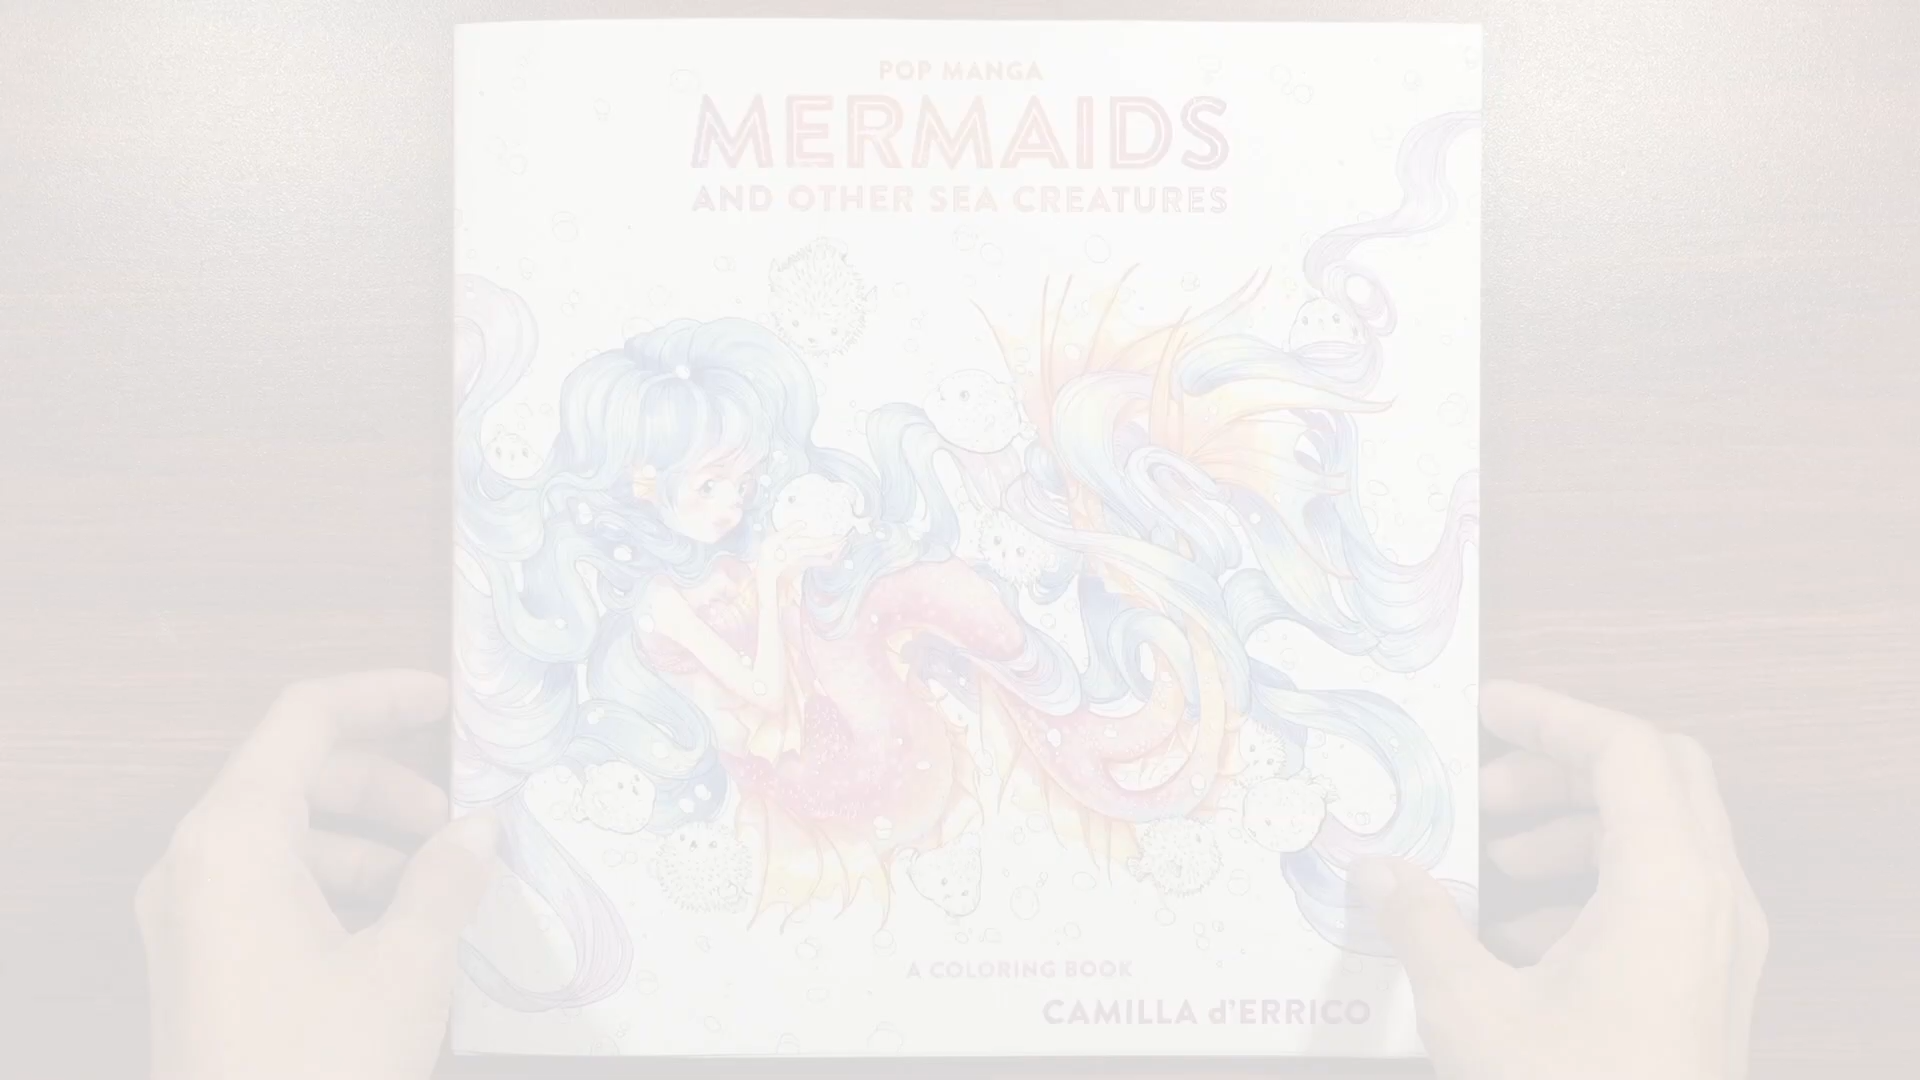 POP MANGA
MERMAIDS
AND OTHER SEA CREATURES
A COLORING BOOK
CAMILLA d'ERRICO